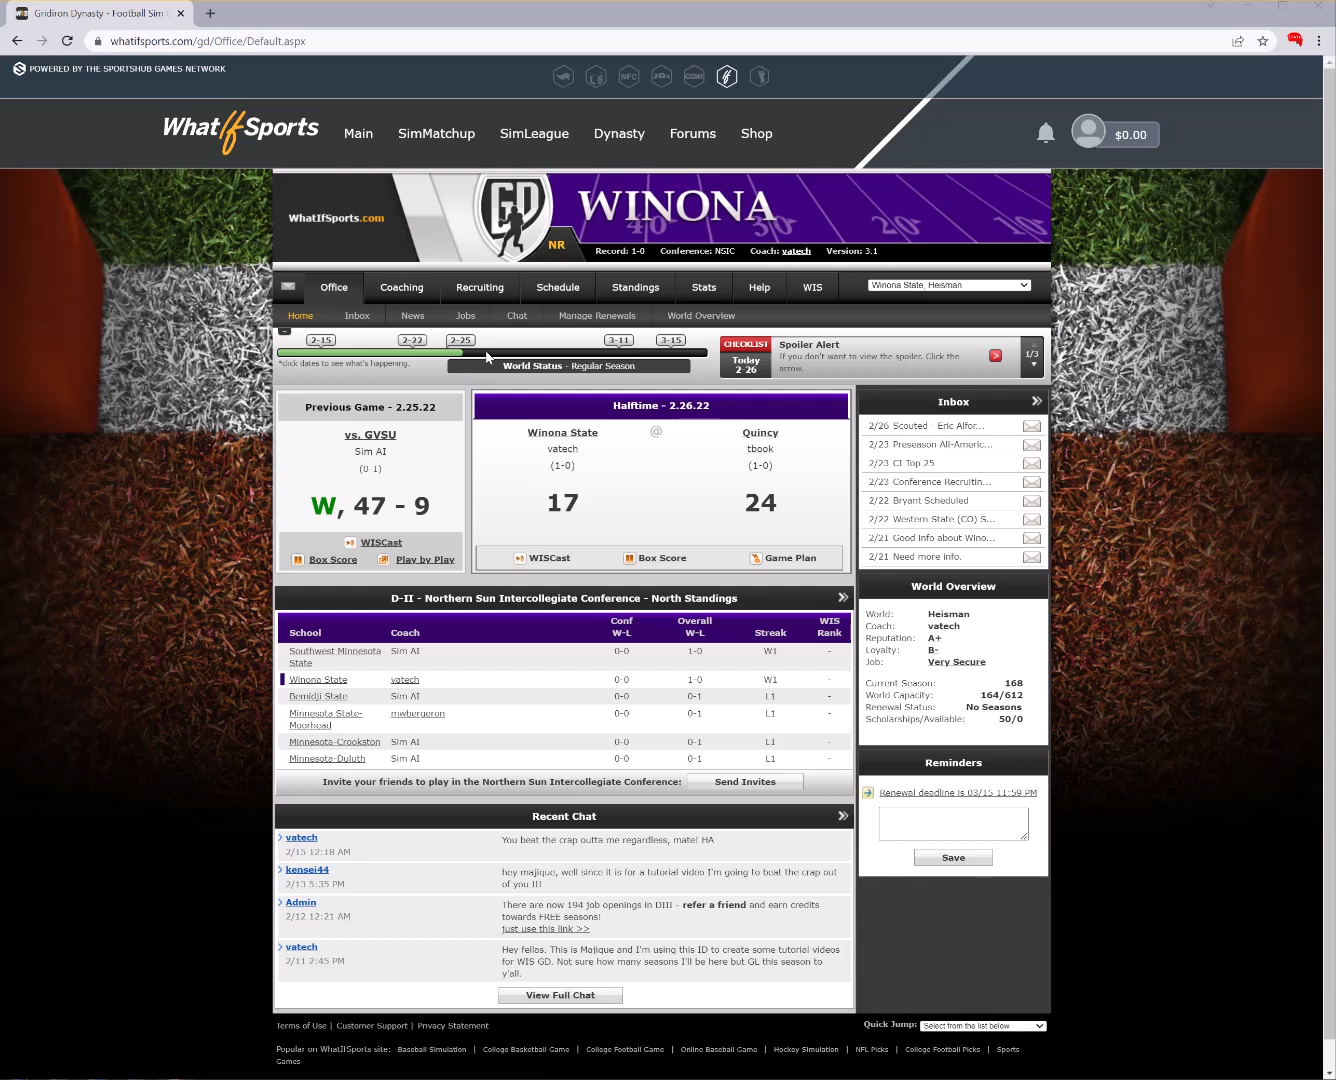 Gridiron Dynasty - Football Sim
whatifsports.com/gd/Office/Default.aspx
POWERED BY THE SPORTSHUB GAMES NETWORK
WhatIfSports
Main
SimMatchup
SimLeague
Dynasty
Forums
Shop
$0.00
WhatIfSports.com
GD
WINONA
NR
Record: 1-0 Conference: NSIC Coach: vatech Version: 3.1
Office
Coaching
Recruiting
Schedule
Standings
Stats
Help
WIS
Winona State, Heisman
Home
Inbox
News
Jobs
Chat
Manage Renewals
World Overview
2-15
2-22
2-25
3-11
3-15
*click dates to see what's happening.
World Status - Regular Season
CHECKLIST
Today
2-26
Spoiler Alert
If you don't want to view the spoiler. Click the
arrow.
1/3
Previous Game - 2.25.22
vs. GVSU
Sim AI
(0-1)
W, 47 - 9
WISCast
Box Score
Play by Play
Halftime - 2.26.22
Winona State
@
Quincy
vatech
tbook
(1-0)
(1-0)
17
24
WISCast
Box Score
Game Plan
Inbox
2/26 Scouted - Eric Alfor...
2/23 Preseason All-Americ...
2/23 CI Top 25
2/23 Conference Recruitin...
2/22 Bryant Scheduled
2/22 Western State (CO) S...
2/21 Good info about Wino...
2/21 Need more info.
World Overview
World: Heisman
Coach: vatech
Reputation: A+
Loyalty: B-
Job: Very Secure
Current Season: 168
World Capacity: 164/612
Renewal Status: No Seasons
Scholarships/Available: 50/0
D-II - Northern Sun Intercollegiate Conference - North Standings
School Coach Conf W-L Overall W-L Streak WIS Rank
Southwest Minnesota State Sim AI 0-0 1-0 W1 -
Winona State vatech 0-0 1-0 W1 -
Bemidji State Sim AI 0-0 0-1 L1 -
Minnesota State-Moorhead mwbergeron 0-0 0-1 L1 -
Minnesota-Crookston Sim AI 0-0 0-1 L1 -
Minnesota-Duluth Sim AI 0-0 0-1 L1 -
Invite your friends to play in the Northern Sun Intercollegiate Conference: Send Invites
Reminders
Renewal deadline is 03/15 11:59 PM
Save
Recent Chat
vatech
2/15 12:18 AM
You beat the crap outta me regardless, mate! HA
kensei44
2/13 5:35 PM
hey majique, well since it is for a tutorial video I'm going to beat the crap out
of you !!!
Admin
2/12 12:21 AM
There are now 194 job openings in DIII - refer a friend and earn credits
towards FREE seasons!
just use this link >>
vatech
2/11 2:45 PM
Hey fellas. This is Majique and I'm using this ID to create some tutorial videos
for WIS GD. Not sure how many seasons I'll be here but GL this season to
y'all.
View Full Chat
Terms of Use | Customer Support | Privacy Statement
Quick Jump: Select from the list below
Popular on WhatIfSports site: Baseball Simulation | College Basketball Game | College Football Game | Online Baseball Game | Hockey Simulation | NFL Picks | College Football Picks | Sports
Games